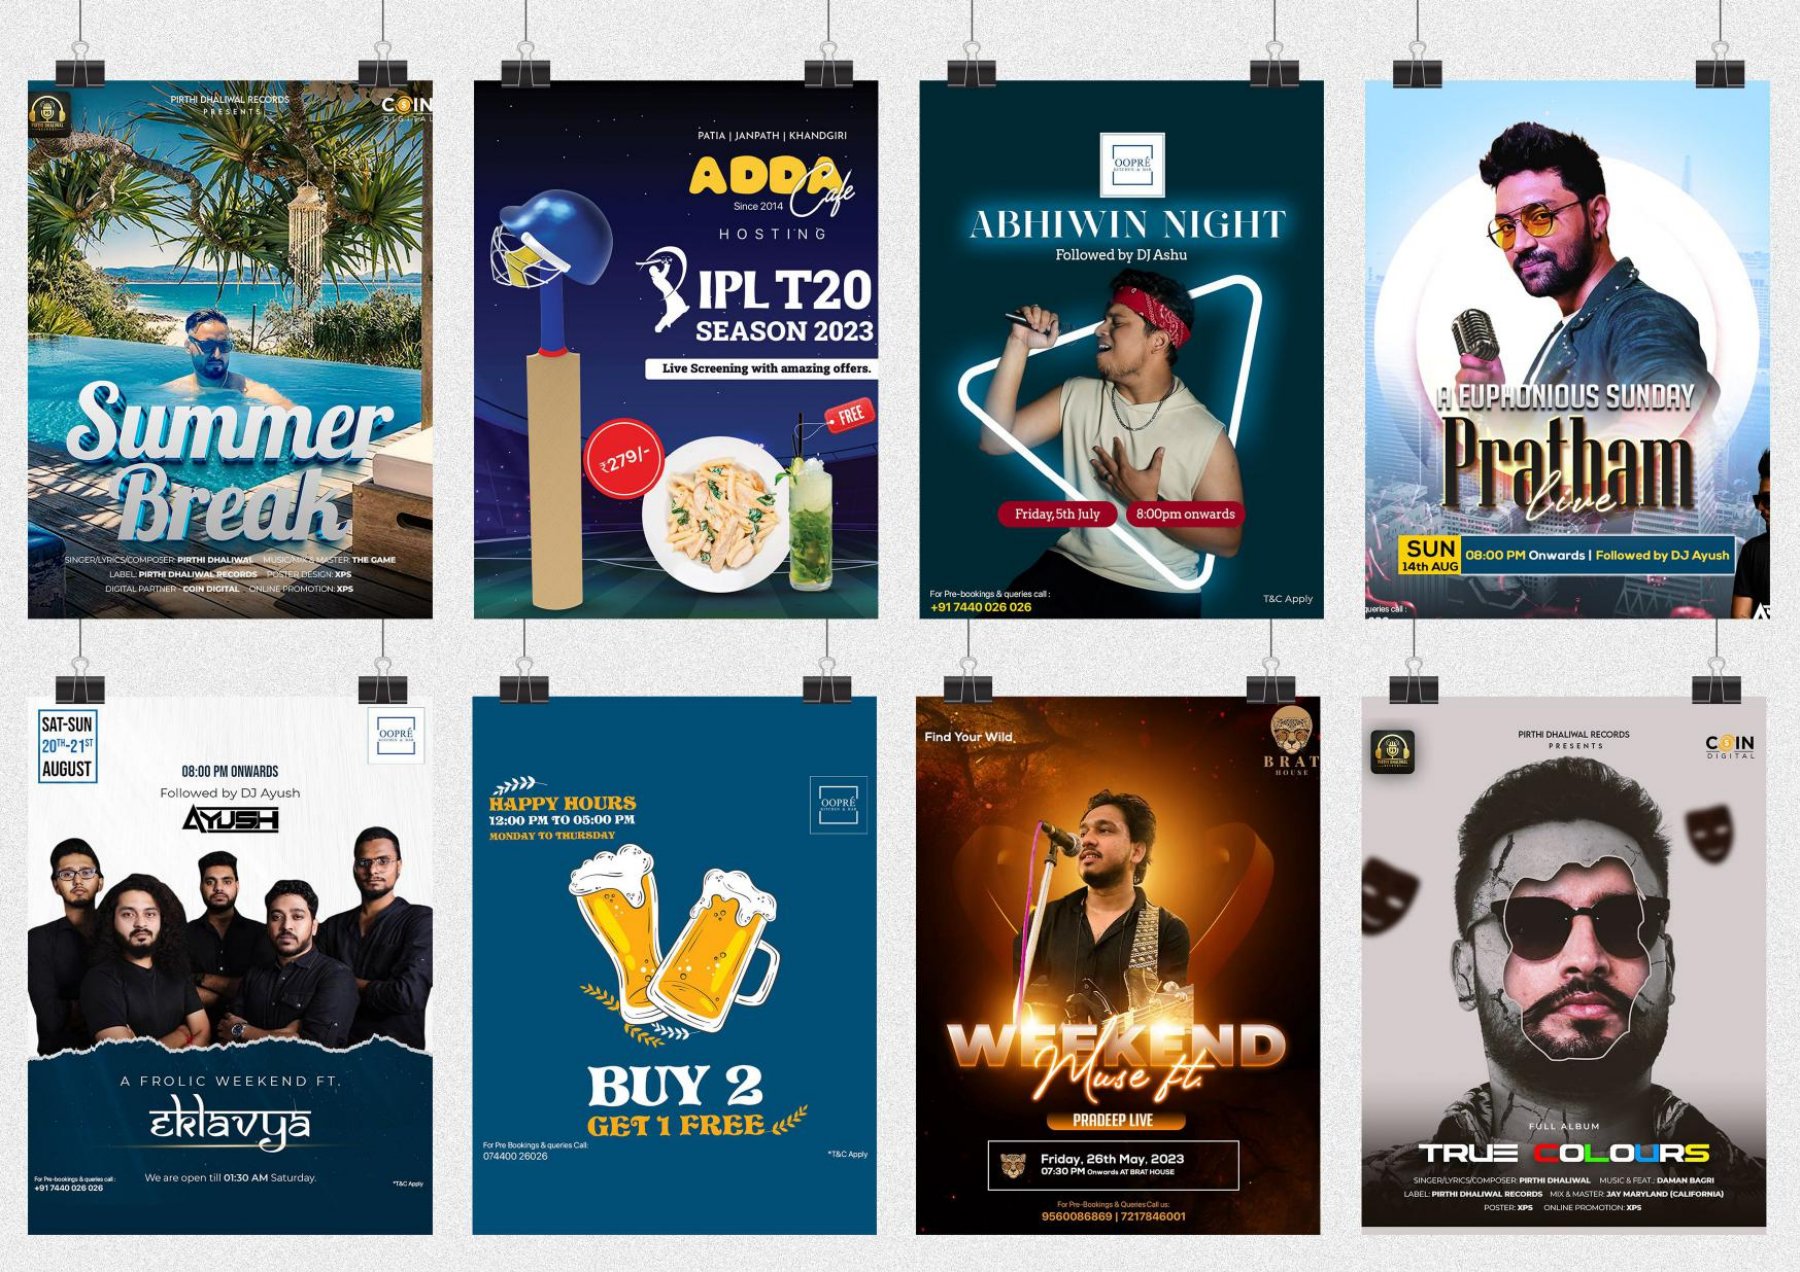 PIRTHI DHALIWAL RECORDS
PRESENTS
COIN
DIGITAL
Summer
Break
SINGER/LYRICS/COMPOSER: PIRTHI DHALIWAL MUSIC/MIX & MASTER: THE GAME
LABEL: PIRTHI DHALIWAL RECORDS POSTER DESIGN: XPS
DIGITAL PARTNER - COIN DIGITAL ONLINE PROMOTION: XPS
PATIA | JANPATH | KHANDGIRI
ADDA
Cafe
Since 2014
HOSTING
IPL T20
SEASON 2023
Live Screening with amazing offers.
FREE
₹279/-
OOPRÉ
KITCHEN & BAR
ABHIWIN NIGHT
Followed by DJ Ashu
Friday, 5th July
8:00pm onwards
For Pre-Bookings & queries call :
+91 7440 026 026
T&C Apply
A EUPHONIOUS SUNDAY
Pratham
Live
SUN
14th AUG
08:00 PM Onwards | Followed by DJ Ayush
queries call :
SAT-SUN
20TH-21ST
AUGUST
OOPRÉ
KITCHEN & BAR
08:00 PM ONWARDS
Followed by DJ Ayush
AYUSH
A FROLIC WEEKEND FT.
eklavya
We are open till 01:30 AM Saturday.
For Pre-bookings & queries call :
+91 7440 026 026
*T&C Apply
HAPPY HOURS
12:00 PM TO 05:00 PM
MONDAY TO THURSDAY
OOPRÉ
KITCHEN & BAR
BUY 2
GET 1 FREE
For Pre Bookings & queries Call:
074400 26026
*T&C Apply
Find Your Wild.
BRAT
HOUSE
WEEKEND
Muse ft.
PRADEEP LIVE
Friday, 26th May, 2023
07:30 PM Onwards AT BRAT HOUSE
For Pre-Bookings & Queries Call us:
9560086869 | 7217846001
PIRTHI DHALIWAL RECORDS
PRESENTS
COIN
DIGITAL
FULL ALBUM
TRUE COLOURS
SINGER/LYRICS/COMPOSER: PIRTHI DHALIWAL MUSIC & FEAT.: DAMAN BAGRI
LABEL: PIRTHI DHALIWAL RECORDS MIX & MASTER: JAY MARYLAND (CALIFORNIA)
POSTER: XPS ONLINE PROMOTION: XPS